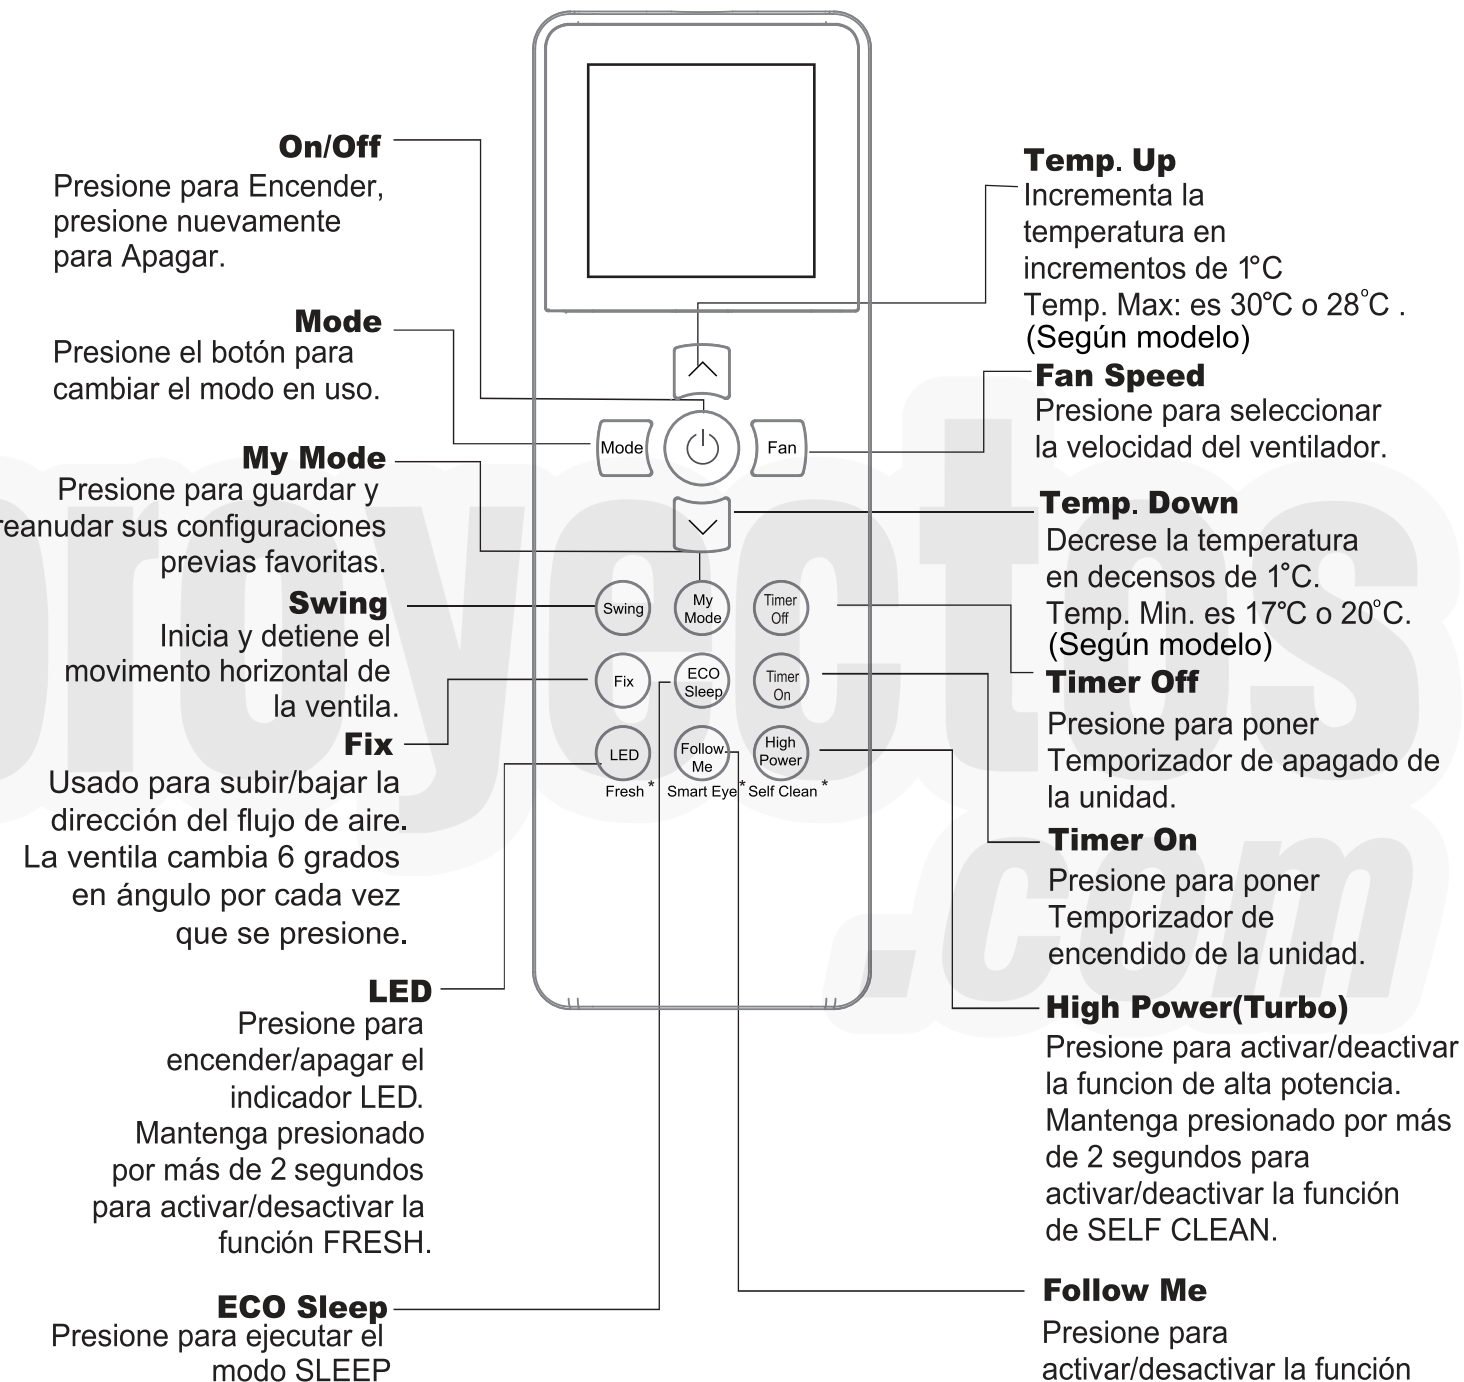 On/Off
Presione para Encender,
presione nuevamente
para Apagar.
Mode
Presione el botón para
cambiar el modo en uso.
My Mode
Presione para guardar y
reanudar sus configuraciones
previas favoritas.
Swing
Inicia y detiene el
movimento horizontal de
la ventila.
Fix
Usado para subir/bajar la
dirección del flujo de aire.
La ventila cambia 6 grados
en ángulo por cada vez
que se presione.
LED
Presione para
encender/apagar el
indicador LED.
Mantenga presionado
por más de 2 segundos
para activar/desactivar la
función FRESH.
ECO Sleep
Presione para ejecutar el
modo SLEEP
Mode
Fan
Swing
My
Mode
Timer
Off
Fix
ECO
Sleep
Timer
On
LED
Follow
Me
High
Power
Fresh *
Smart Eye *
Self Clean *
Temp. Up
Incrementa la
temperatura en
incrementos de 1°C
Temp. Max: es 30°C o 28°C .
(Según modelo)
Fan Speed
Presione para seleccionar
la velocidad del ventilador.
Temp. Down
Decrese la temperatura
en decensos de 1°C.
Temp. Min. es 17°C o 20°C.
(Según modelo)
Timer Off
Presione para poner
Temporizador de apagado de
la unidad.
Timer On
Presione para poner
Temporizador de
encendido de la unidad.
High Power(Turbo)
Presione para activar/deactivar
la funcion de alta potencia.
Mantenga presionado por más
de 2 segundos para
activar/deactivar la función
de SELF CLEAN.
Follow Me
Presione para
activar/desactivar la función
proyectos
.com